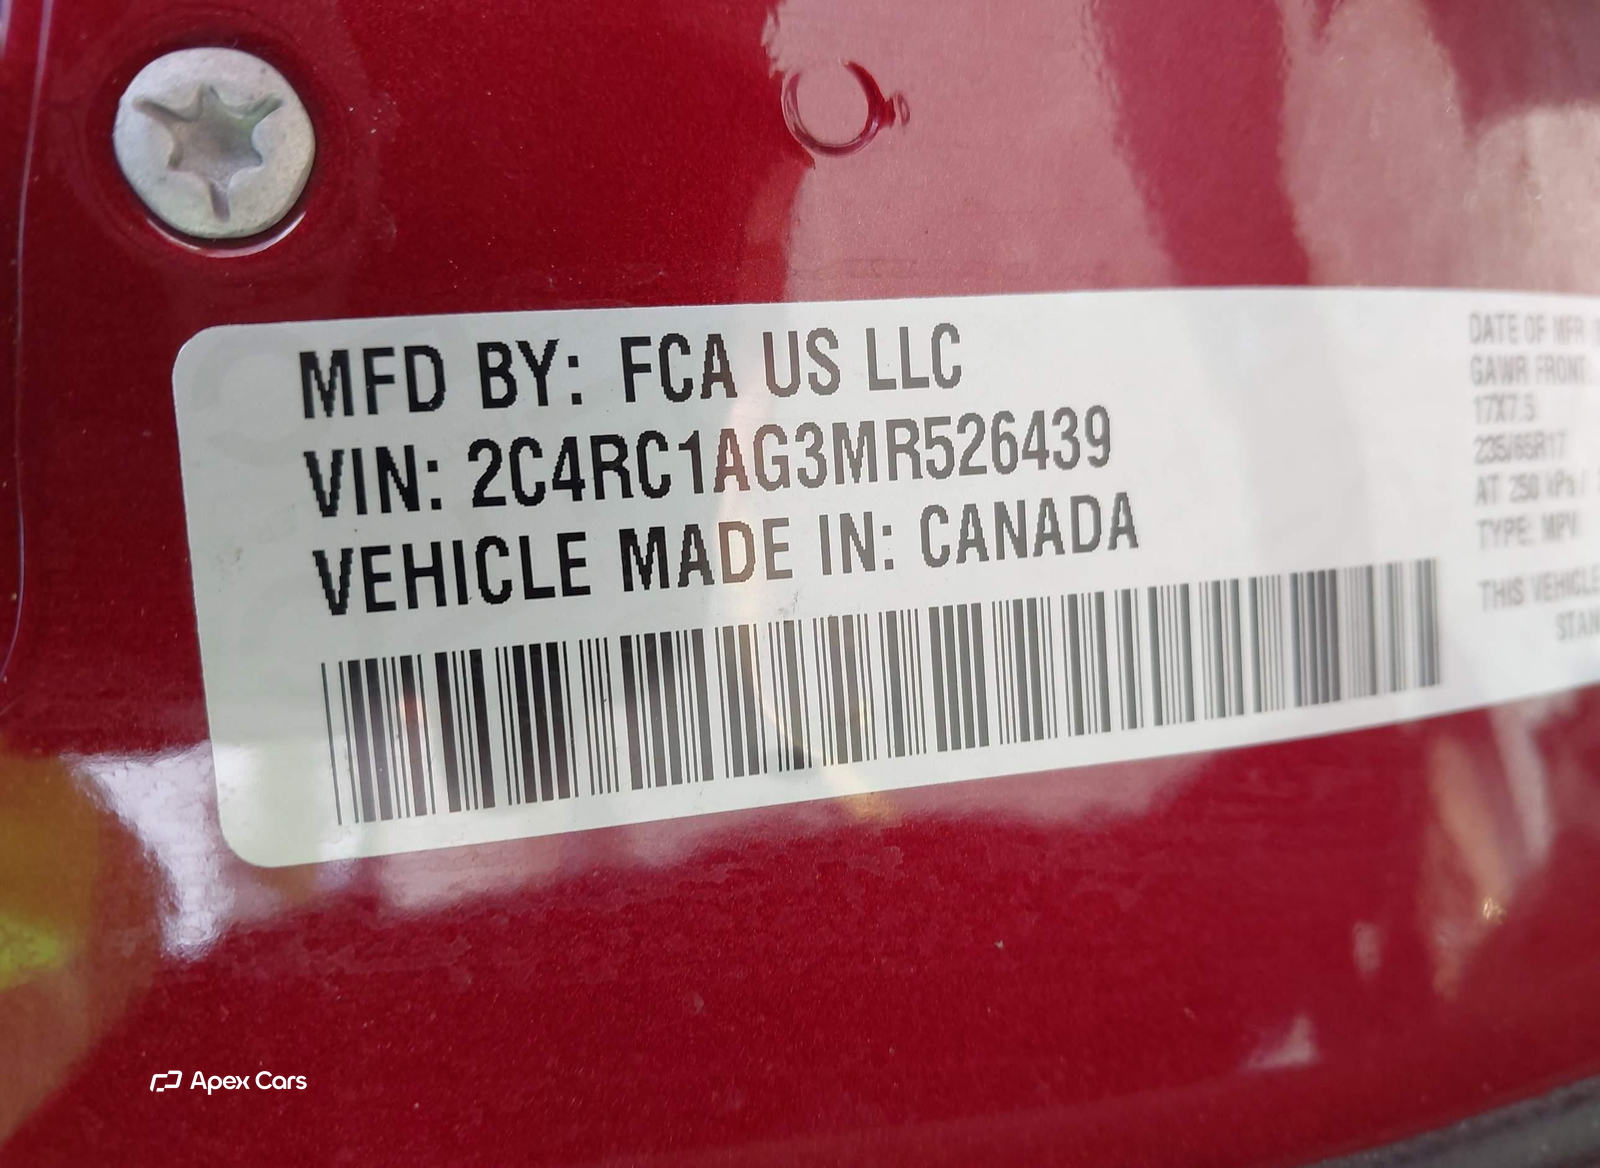 MFD BY: FCA US LLC
VIN: 2C4RC1AG3MR526439
VEHICLE MADE IN: CANADA
DATE OF MFR
GAWR FRONT
17X7.5
235/65R17
AT 250 kPa /
TYPE: MPV
THIS VEHICLE
STAN
Apex Cars